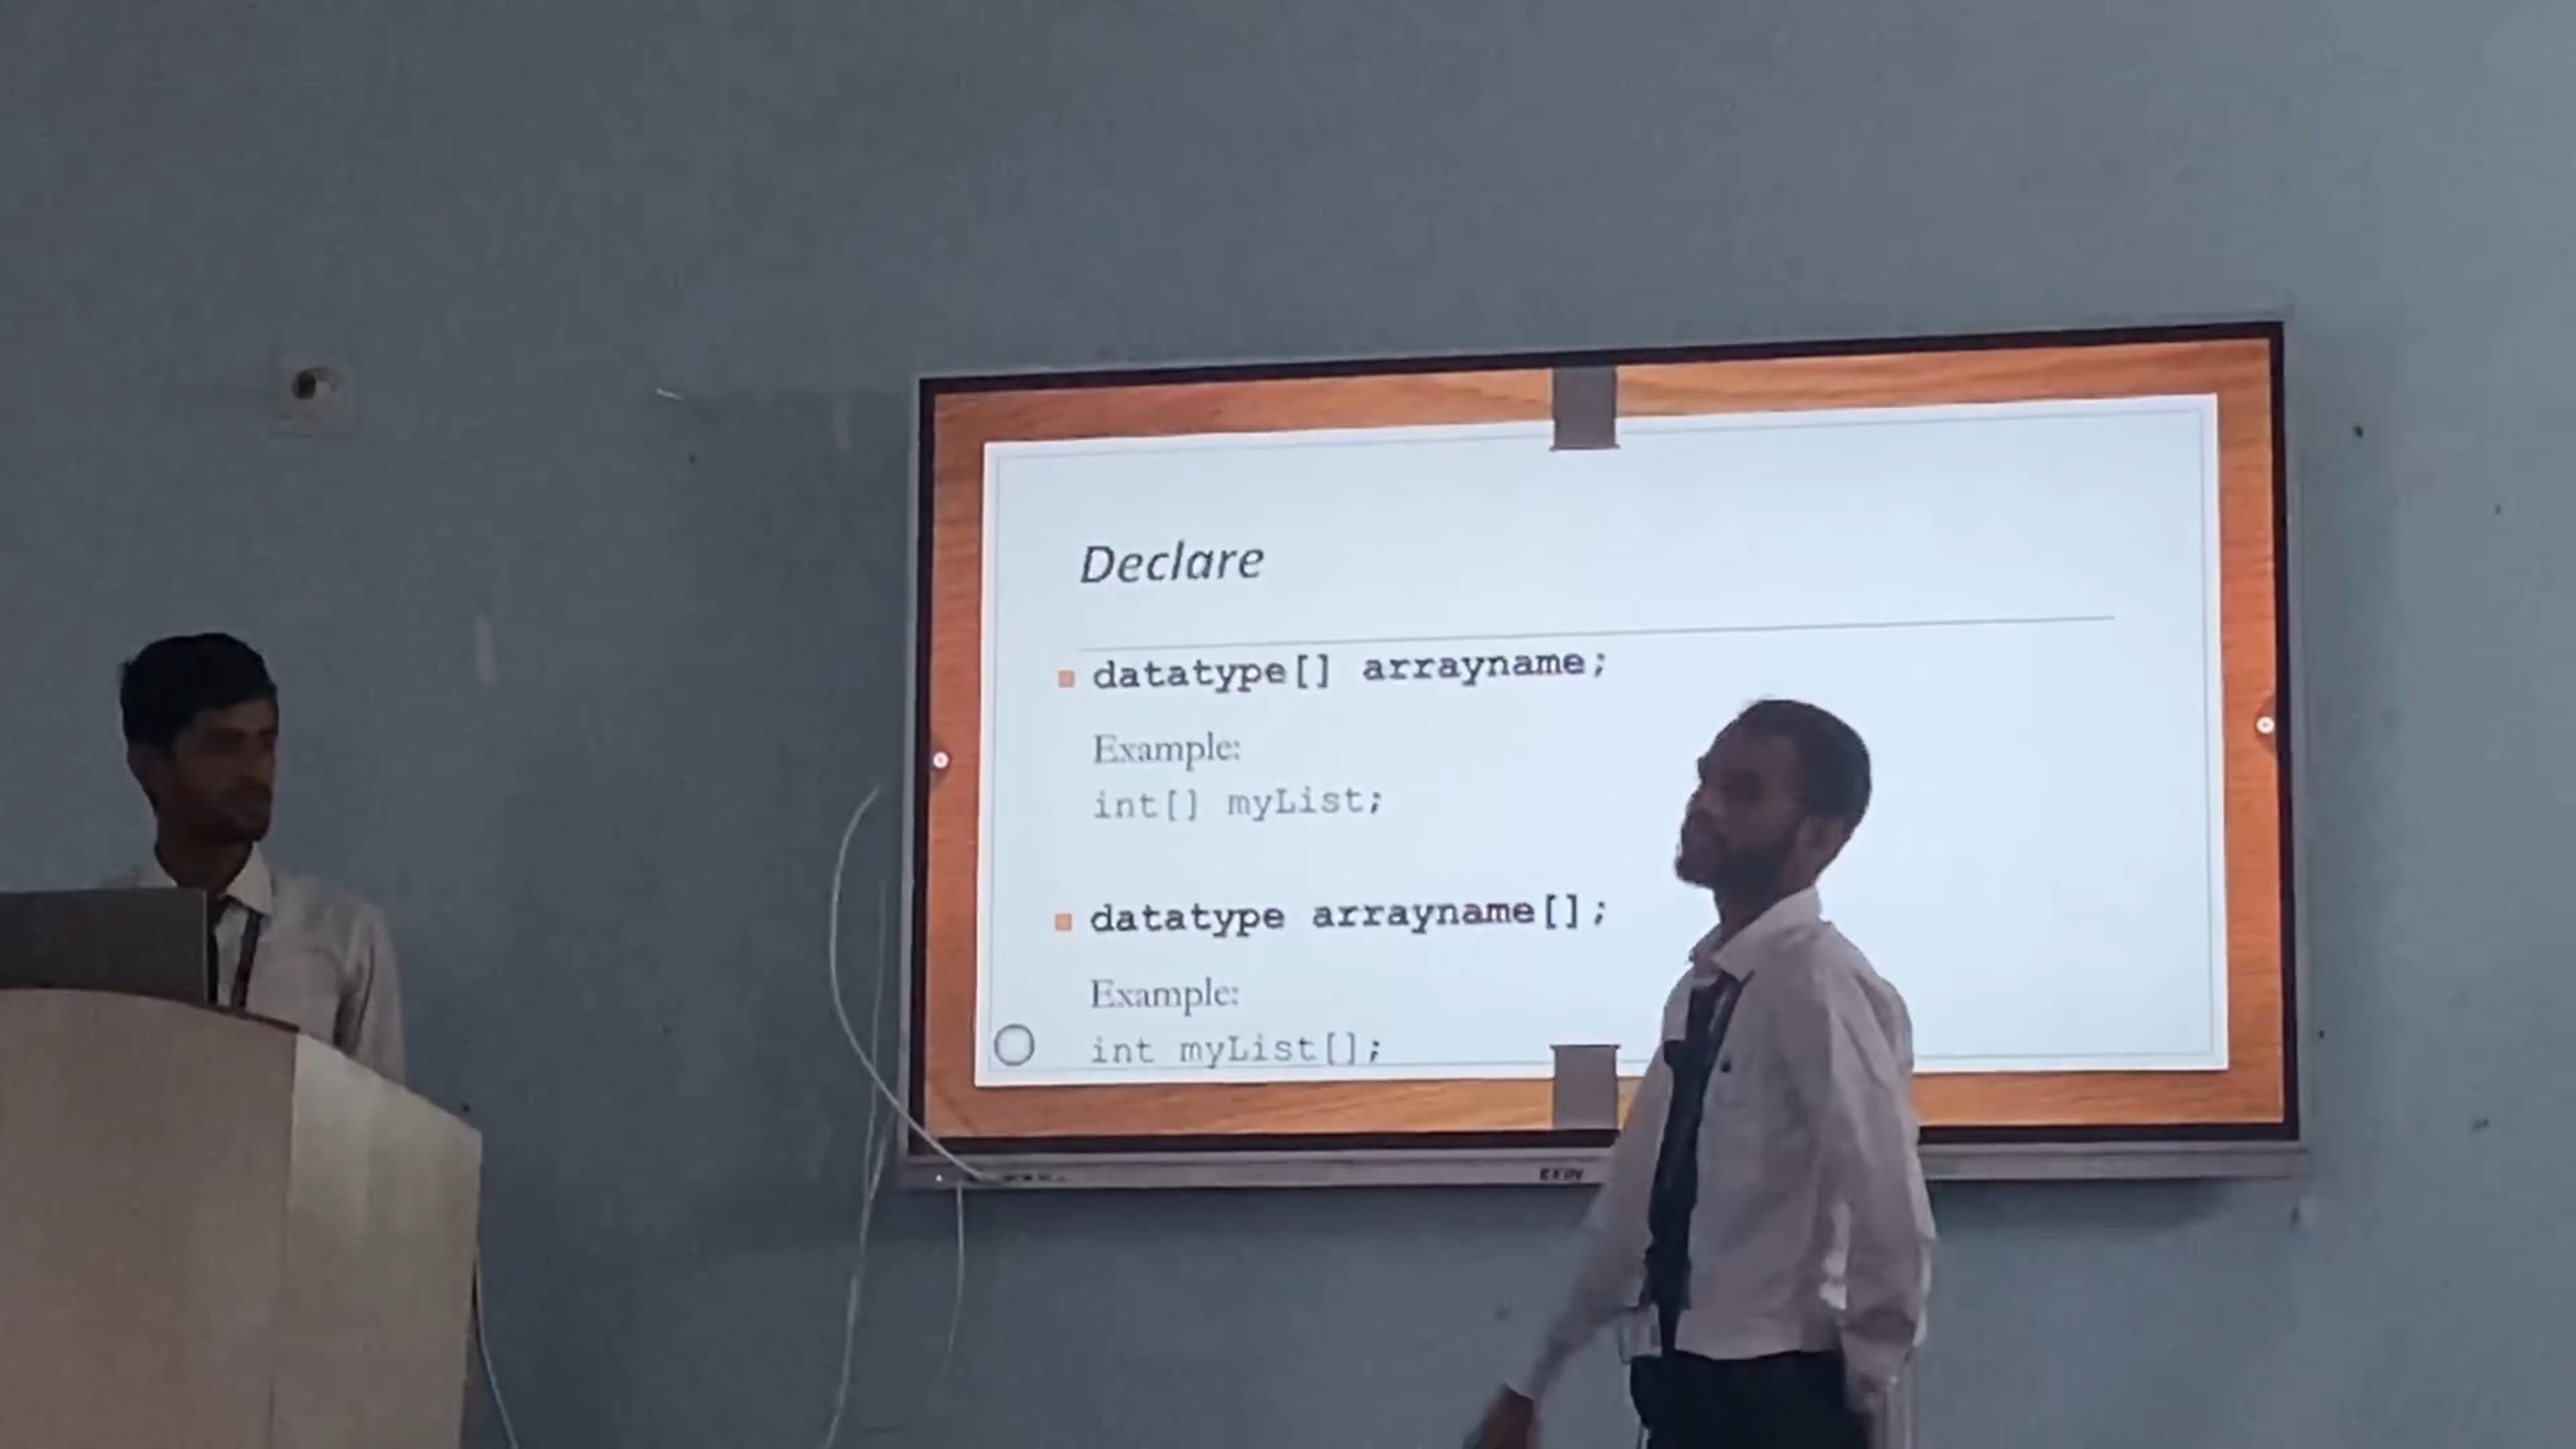 Declare
datatype[] arrayname;
Example:
int[] myList;
datatype arrayname[];
Example:
int myList[];